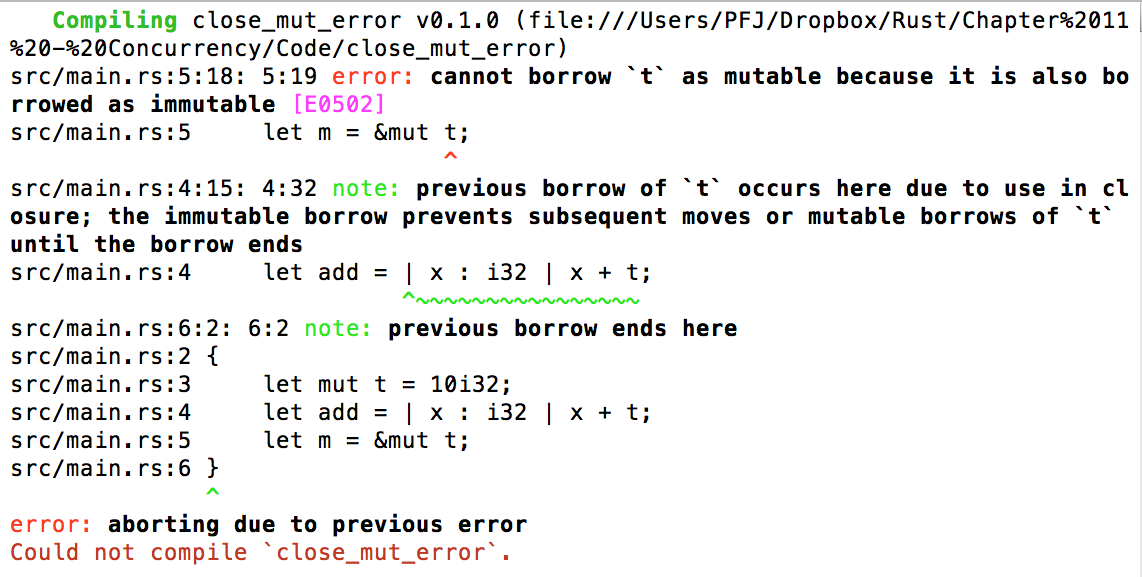 Compiling close_mut_error v0.1.0 (file:///Users/PFJ/Dropbox/Rust/Chapter%2011
%20-%20Concurrency/Code/close_mut_error)
src/main.rs:5:18: 5:19 error: cannot borrow `t` as mutable because it is also bo
rrowed as immutable [E0502]
src/main.rs:5     let m = &mut t;
                               ^
src/main.rs:4:15: 4:32 note: previous borrow of `t` occurs here due to use in cl
osure; the immutable borrow prevents subsequent moves or mutable borrows of `t`
until the borrow ends
src/main.rs:4     let add = | x : i32 | x + t;
                            ^~~~~~~~~~~~~~~~~
src/main.rs:6:2: 6:2 note: previous borrow ends here
src/main.rs:2 {
src/main.rs:3     let mut t = 10i32;
src/main.rs:4     let add = | x : i32 | x + t;
src/main.rs:5     let m = &mut t;
src/main.rs:6 }
              ^
error: aborting due to previous error
Could not compile `close_mut_error`.